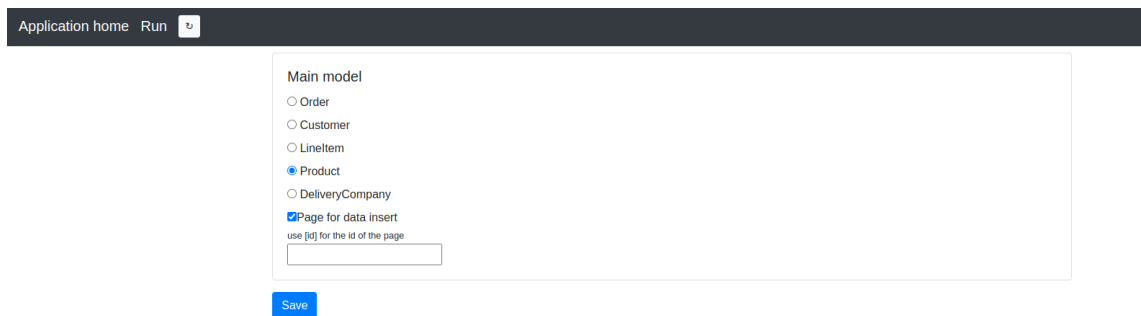 Application home Run ↻
Main model
Order
Customer
LineItem
Product
DeliveryCompany
Page for data insert
use [id] for the id of the page
Save